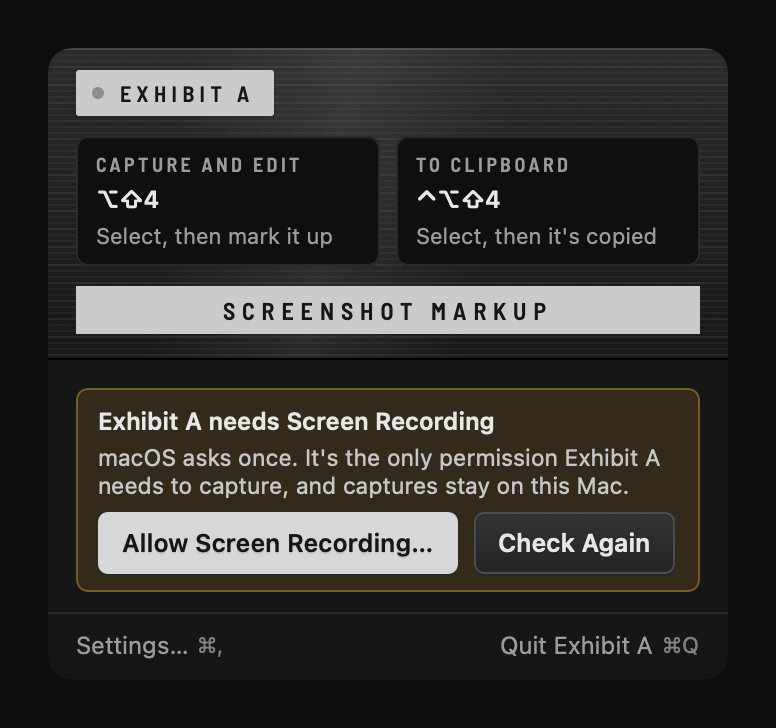 EXHIBIT A
CAPTURE AND EDIT
⌥⇧4
Select, then mark it up
TO CLIPBOARD
^⌥⇧4
Select, then it's copied
SCREENSHOT MARKUP
Exhibit A needs Screen Recording
macOS asks once. It's the only permission Exhibit A
needs to capture, and captures stay on this Mac.
Allow Screen Recording...
Check Again
Settings... ⌘,
Quit Exhibit A ⌘Q